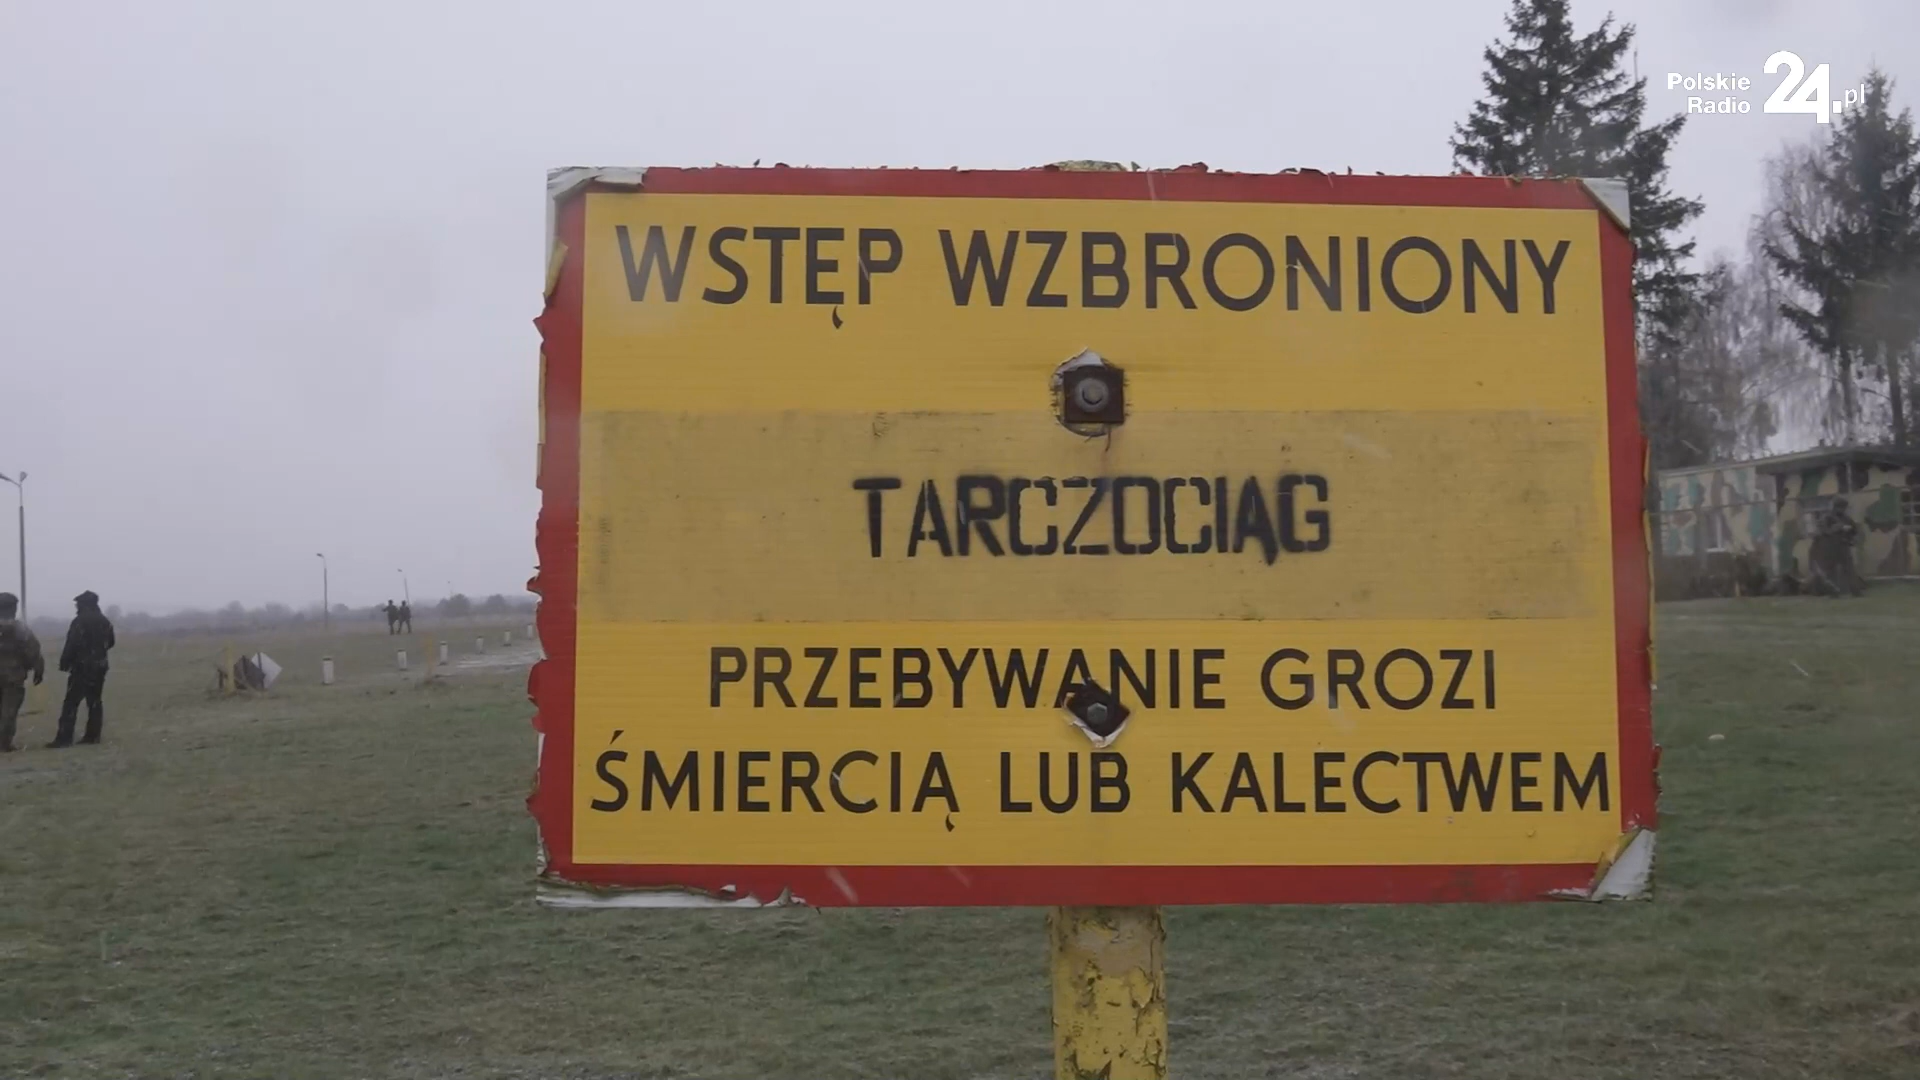 Polskie
Radio 24.pl
WSTĘP WZBRONIONY
TARCZOCIĄG
PRZEBYWANIE GROZI
ŚMIERCIĄ LUB KALECTWEM